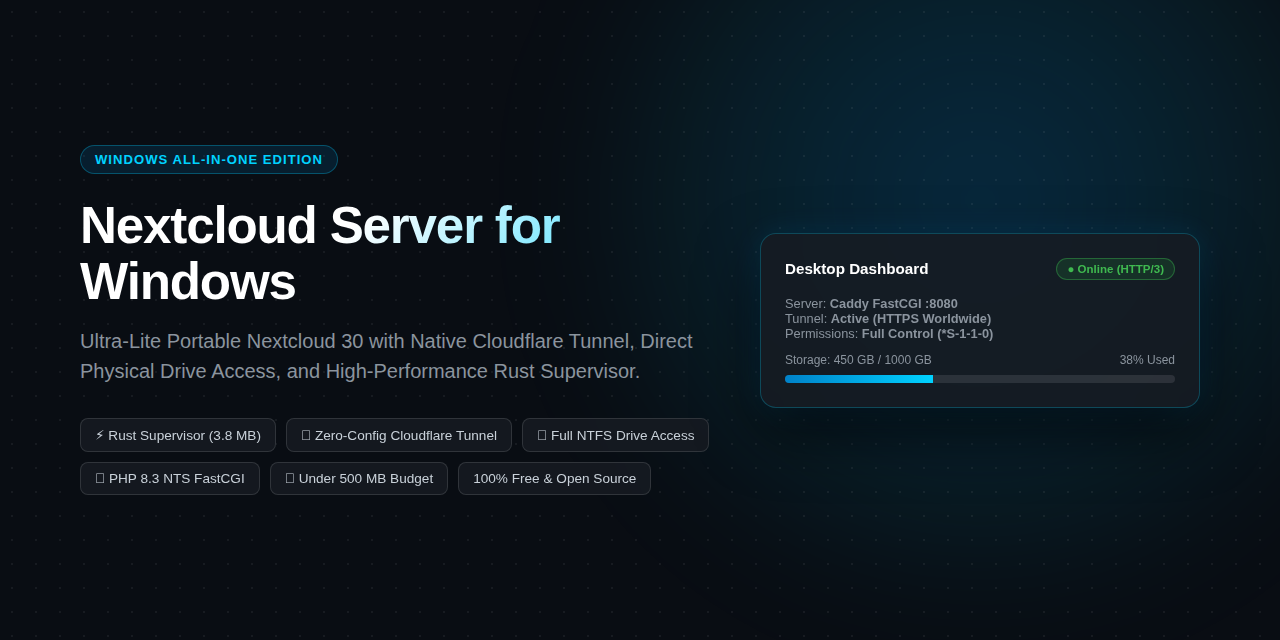 WINDOWS ALL-IN-ONE EDITION
Nextcloud Server for
Windows
Ultra-Lite Portable Nextcloud 30 with Native Cloudflare Tunnel, Direct
Physical Drive Access, and High-Performance Rust Supervisor.
⚡ Rust Supervisor (3.8 MB)
Zero-Config Cloudflare Tunnel
Full NTFS Drive Access
PHP 8.3 NTS FastCGI
Under 500 MB Budget
100% Free & Open Source
Desktop Dashboard
● Online (HTTP/3)
Server: Caddy FastCGI :8080
Tunnel: Active (HTTPS Worldwide)
Permissions: Full Control (*S-1-1-0)
Storage: 450 GB / 1000 GB
38% Used